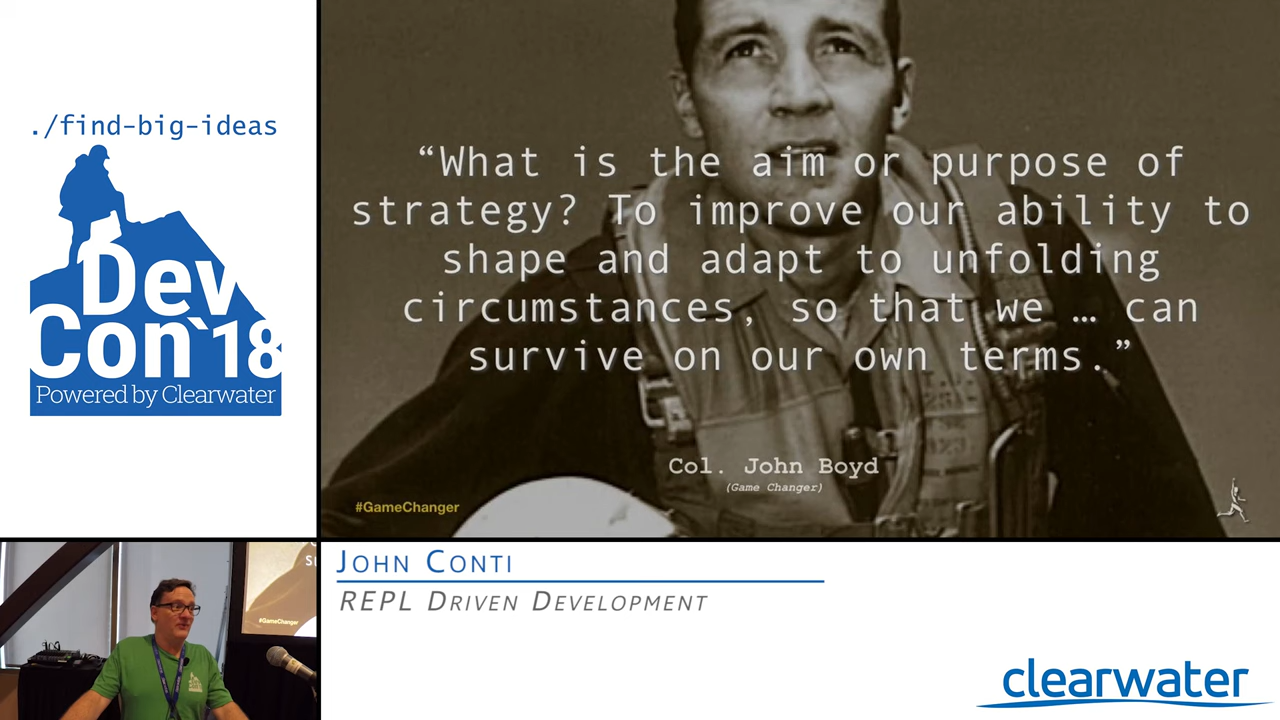 ./find-big-ideas
Dev
Con`18
Powered by Clearwater
“What is the aim or purpose of
strategy? To improve our ability to
shape and adapt to unfolding
circumstances, so that we … can
survive on our own terms.”
Col. John Boyd
(Game Changer)
#GameChanger
John Conti
REPL Driven Development
#GameChanger
clearwater